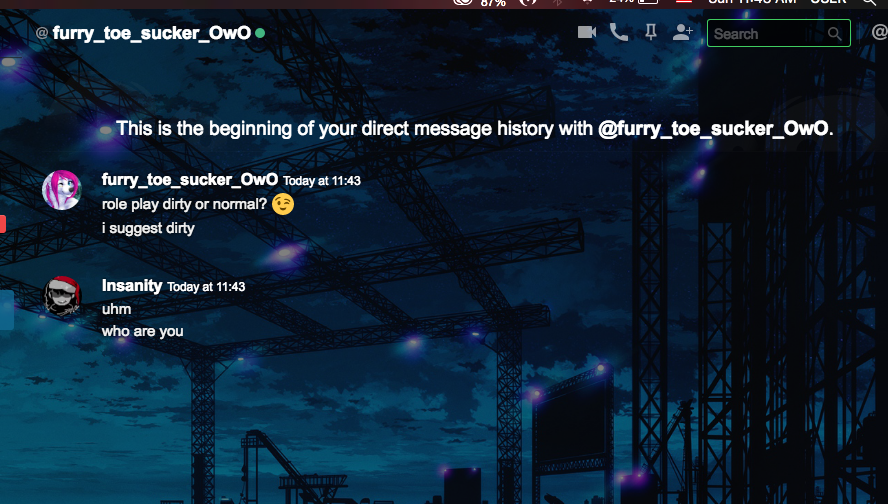 87%
@ furry_toe_sucker_OwO
Search
This is the beginning of your direct message history with @furry_toe_sucker_OwO.
furry_toe_sucker_OwO Today at 11:43
role play dirty or normal? 😉
i suggest dirty
Insanity Today at 11:43
uhm
who are you